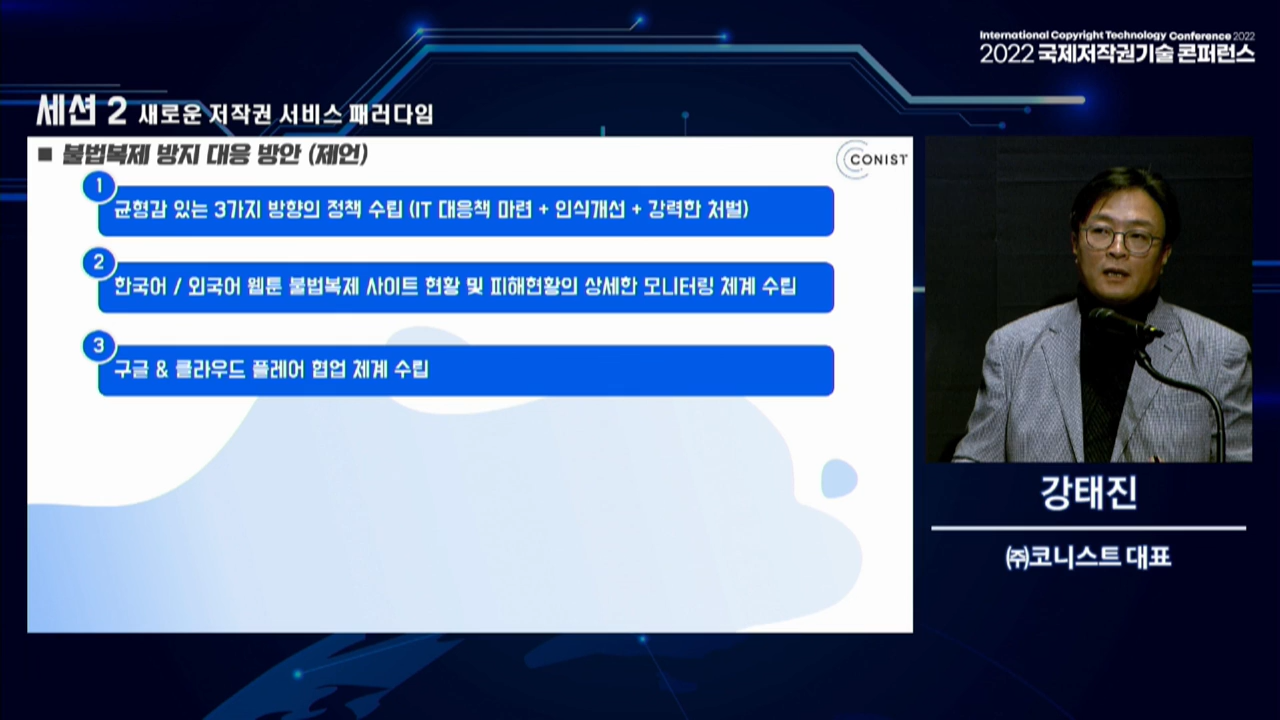 International Copyright Technology Conference 2022
2022 국제저작권기술 콘퍼런스
세션 2 새로운 저작권 서비스 패러다임
■ 불법복제 방지 대응 방안 (제언)
CONIST
1
균형감 있는 3가지 방향의 정책 수립 (IT 대응책 마련 + 인식개선 + 강력한 처벌)
2
한국어 / 외국어 웹툰 불법복제 사이트 현황 및 피해현황의 상세한 모니터링 체계 수립
3
구글 & 클라우드 플레어 협업 체계 수립
강태진
㈜코니스트 대표